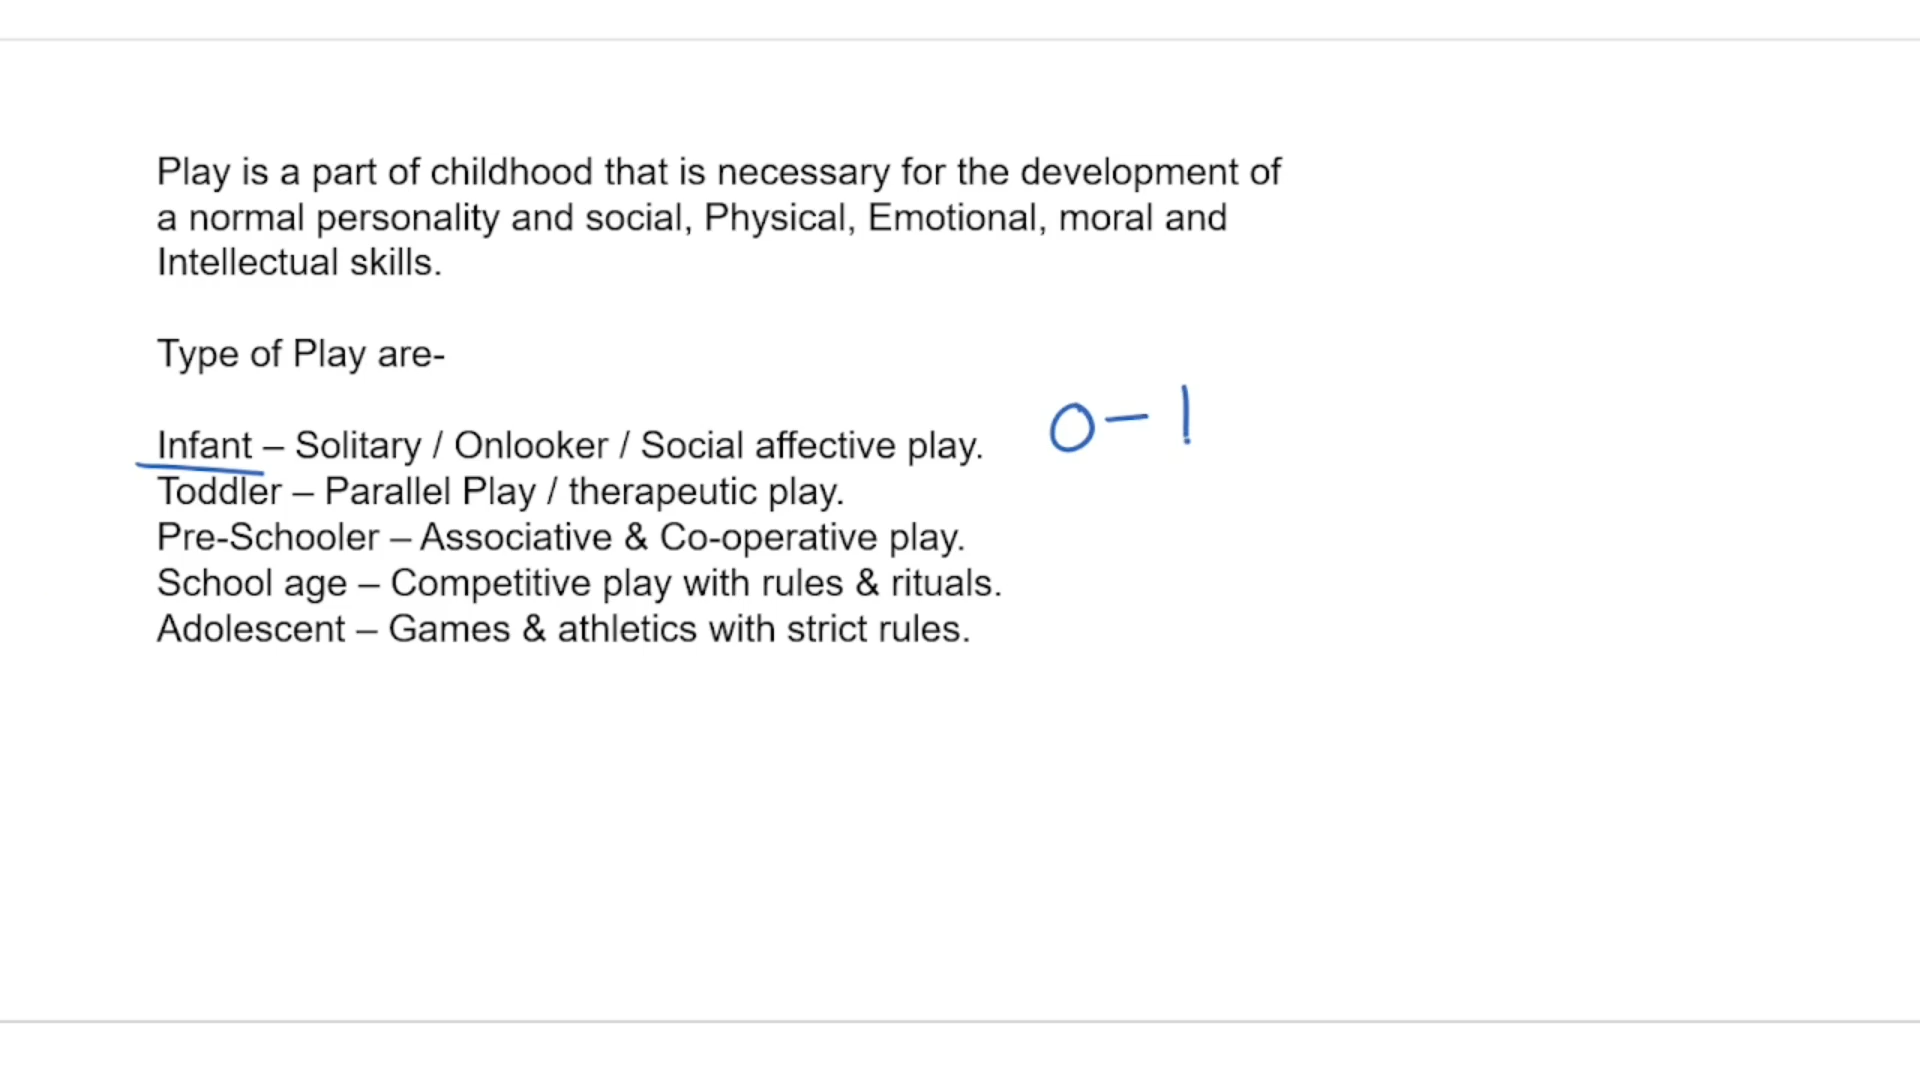 Play is a part of childhood that is necessary for the development of
a normal personality and social, Physical, Emotional, moral and
Intellectual skills.
Type of Play are-
Infant – Solitary / Onlooker / Social affective play. 0 – 1
Toddler – Parallel Play / therapeutic play.
Pre-Schooler – Associative & Co-operative play.
School age – Competitive play with rules & rituals.
Adolescent – Games & athletics with strict rules.